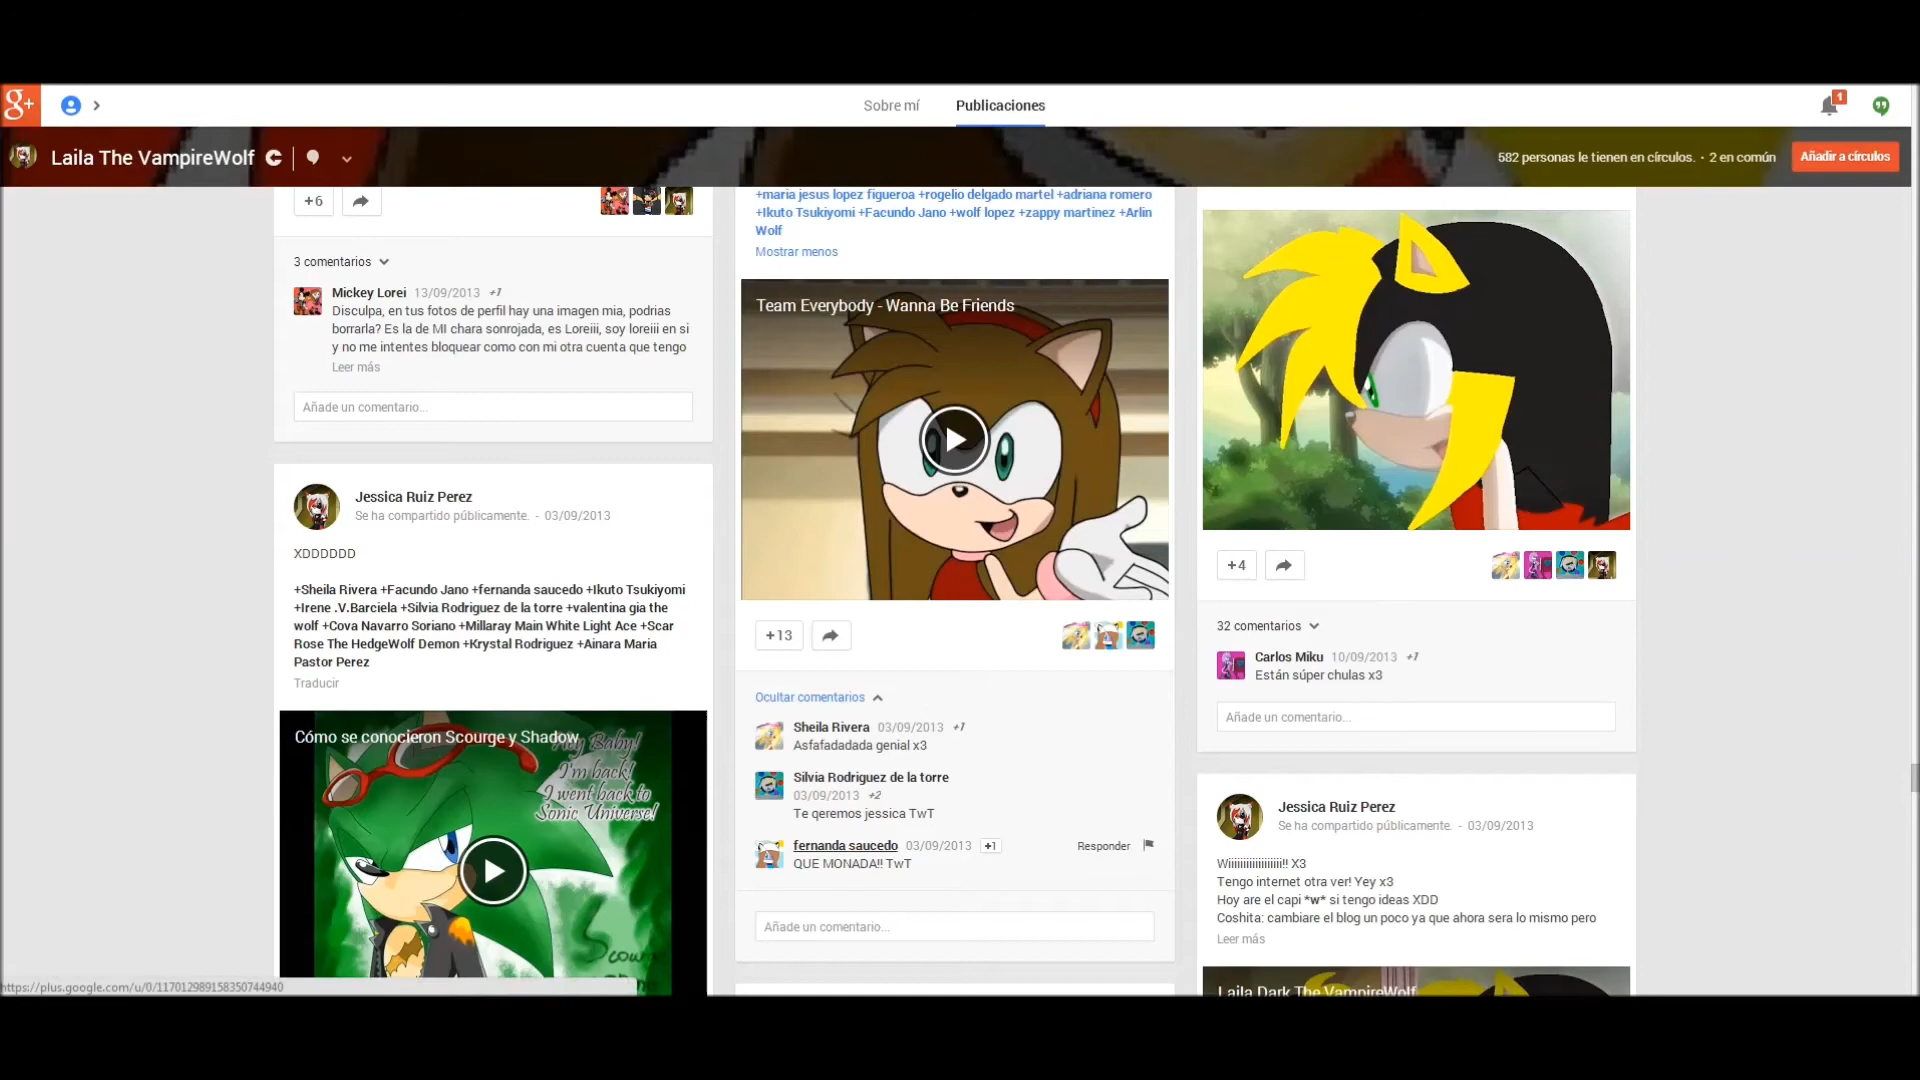 g+
Sobre mí
Publicaciones
1
Laila The VampireWolf
582 personas le tienen en círculos. · 2 en común
Añadir a círculos
+6
3 comentarios
Mickey Lorei 13/09/2013 +1
Disculpa, en tus fotos de perfil hay una imagen mia, podrias
borrarla? Es la de MI chara sonrojada, es Loreiii, soy loreiii en si
y no me intentes bloquear como con mi otra cuenta que tengo
Leer más
Añade un comentario...
Jessica Ruiz Perez
Se ha compartido públicamente. - 03/09/2013
XDDDDDD
+Sheila Rivera +Facundo Jano +fernanda saucedo +Ikuto Tsukiyomi
+Irene .V.Barciela +Silvia Rodriguez de la torre +valentina gia the
wolf +Cova Navarro Soriano +Millaray Main White Light Ace +Scar
Rose The HedgeWolf Demon +Krystal Rodriguez +Ainara Maria
Pastor Perez
Traducir
Cómo se conocieron Scourge y Shadow
Hey Baby!
I'm back!
I went back to
Sonic Universe!
https://plus.google.com/u/0/117012989158350744940
+maria jesus lopez figueroa +rogelio delgado martel +adriana romero
+Ikuto Tsukiyomi +Facundo Jano +wolf lopez +zappy martinez +Arlin
Wolf
Mostrar menos
Team Everybody - Wanna Be Friends
+13
Ocultar comentarios
Sheila Rivera 03/09/2013 +1
Asfafadadada genial x3
Silvia Rodriguez de la torre
03/09/2013 +2
Te qeremos jessica TwT
fernanda saucedo 03/09/2013 +1 Responder
QUE MONADA!! TwT
Añade un comentario...
+4
32 comentarios
Carlos Miku 10/09/2013 +1
Están súper chulas x3
Añade un comentario...
Jessica Ruiz Perez
Se ha compartido públicamente. - 03/09/2013
Wiiiiiiiiiiiiiiiiii!! X3
Tengo internet otra ver! Yey x3
Hoy are el capi *w* si tengo ideas XDD
Coshita: cambiare el blog un poco ya que ahora sera lo mismo pero
Leer más
Laila Dark The VampireWolf